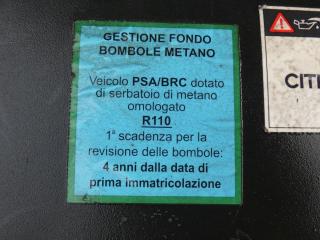 GESTIONE FONDO
BOMBOLE METANO
Veicolo PSA/BRC dotato
di serbatoio di metano
omologato
R110
1ª scadenza per la
revisione delle bombole:
4 anni dalla data di
prima immatricolazione
CIT